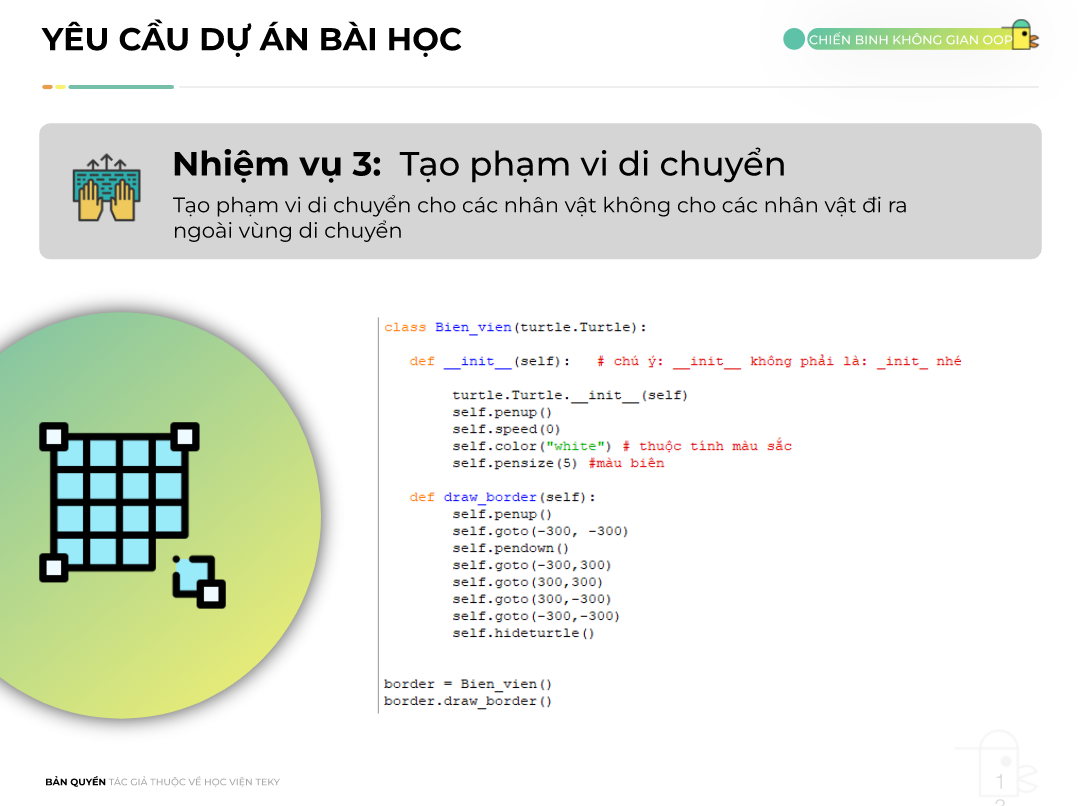 YÊU CẦU DỰ ÁN BÀI HỌC
CHIẾN BINH KHÔNG GIAN OOP
Nhiệm vụ 3: Tạo phạm vi di chuyển
Tạo phạm vi di chuyển cho các nhân vật không cho các nhân vật đi ra
ngoài vùng di chuyển
class Bien_vien(turtle.Turtle):
def __init__(self): # chú ý: __init__ không phải là: _init_ nhé
turtle.Turtle.__init__(self)
self.penup()
self.speed(0)
self.color("white") # thuộc tính màu sắc
self.pensize(5) #màu biên
def draw_border(self):
self.penup()
self.goto(-300, -300)
self.pendown()
self.goto(-300,300)
self.goto(300,300)
self.goto(300,-300)
self.goto(-300,-300)
self.hideturtle()
border = Bien_vien()
border.draw_border()
BẢN QUYỀN TÁC GIẢ THUỘC VỀ HỌC VIỆN TEKY
1